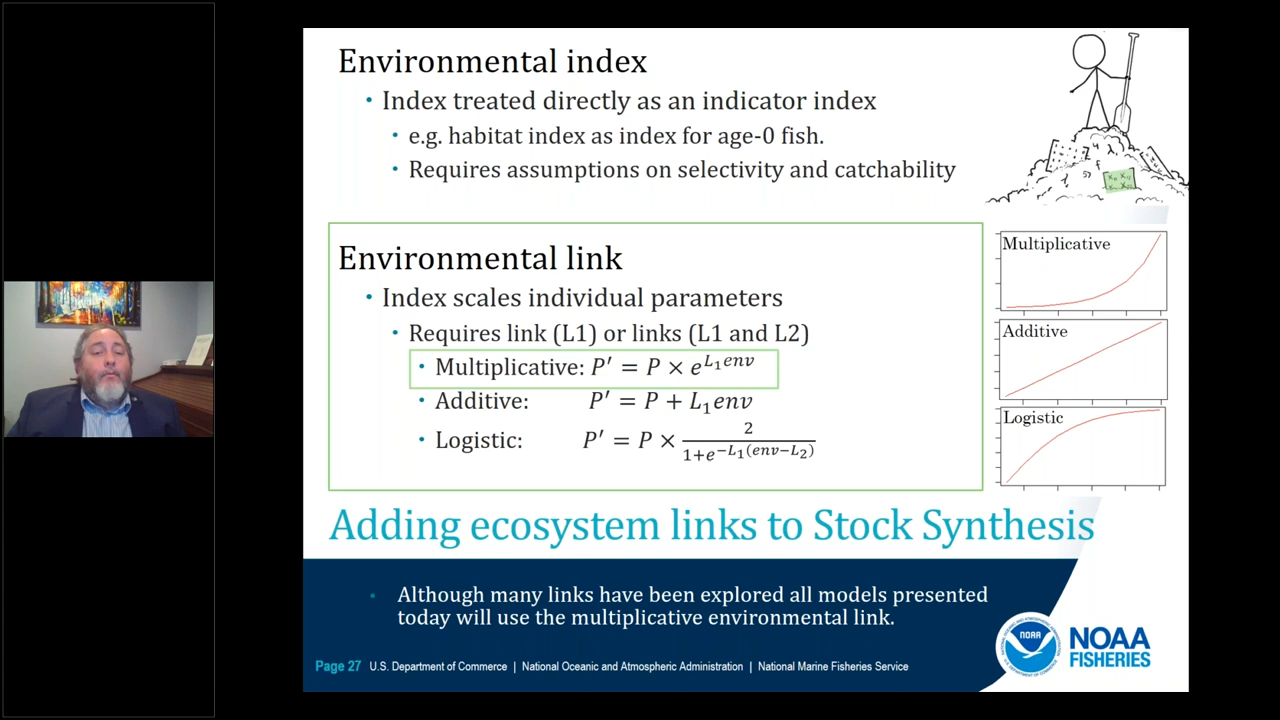 Environmental index
• Index treated directly as an indicator index
• e.g. habitat index as index for age-0 fish.
• Requires assumptions on selectivity and catchability
Environmental link
• Index scales individual parameters
• Requires link (L1) or links (L1 and L2)
• Multiplicative: P′ = P × e^{L₁env}
• Additive: P′ = P + L₁env
• Logistic: P′ = P × 2/(1+e^{−L₁(env−L₂)})
Multiplicative
Additive
Logistic
Adding ecosystem links to Stock Synthesis
Although many links have been explored all models presented
today will use the multiplicative environmental link.
NOAA
NOAA
FISHERIES
Page 27 U.S. Department of Commerce | National Oceanic and Atmospheric Administration | National Marine Fisheries Service